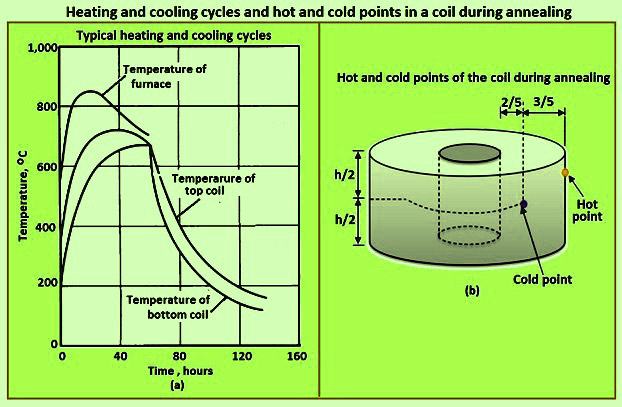 Heating and cooling cycles and hot and cold points in a coil during annealing
Typical heating and cooling cycles
1,000
800
600
400
200
0
Temperature, ºC
Temperature of
furnace
Temperarure of
top coil
Temperature of
bottom coil
0 40 80 120 160
Time , hours
(a)
Hot and cold points of the coil during annealing
2/5 3/5
h/2
h/2
Hot
point
Cold point
(b)